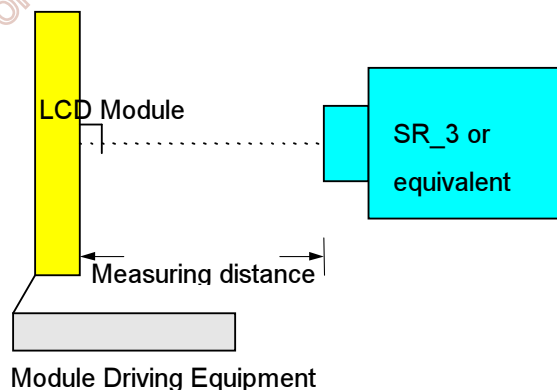 LCD Module
SR_3 or
equivalent
Measuring distance
Module Driving Equipment